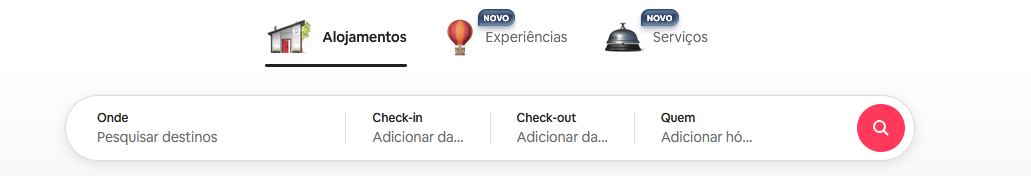 NOVO
NOVO
Alojamentos
Experiências
Serviços
Onde
Pesquisar destinos
Check-in
Adicionar da...
Check-out
Adicionar da...
Quem
Adicionar hó...